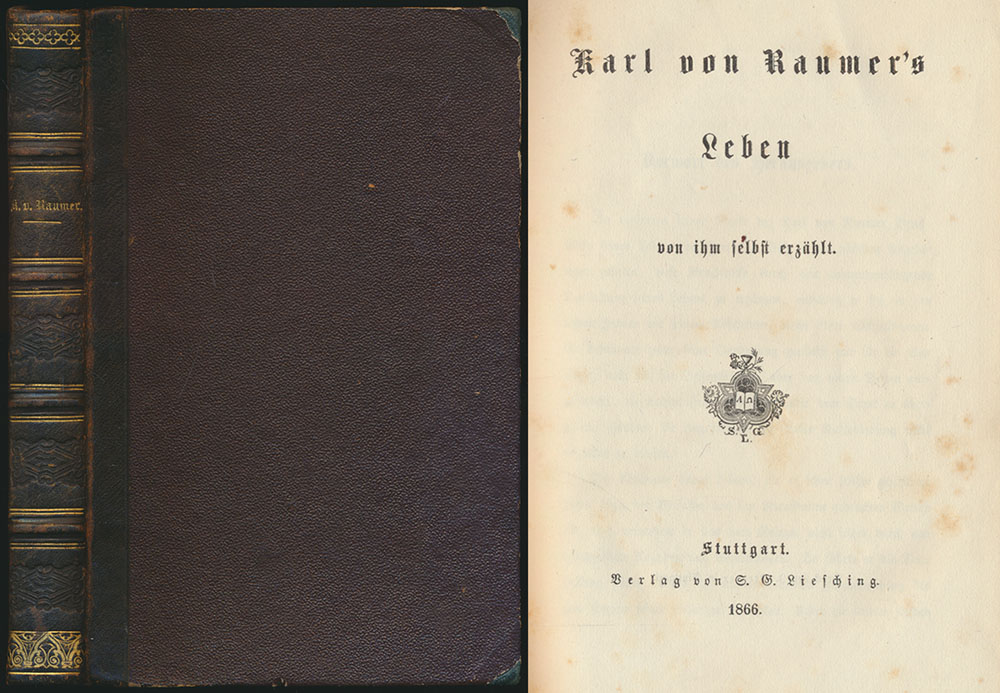 K. v. Raumer.
Karl von Raumer's
Leben
von ihm selbst erzählt.
A Ω
S. L. G.
Stuttgart.
Verlag von S. G. Liesching.
1866.